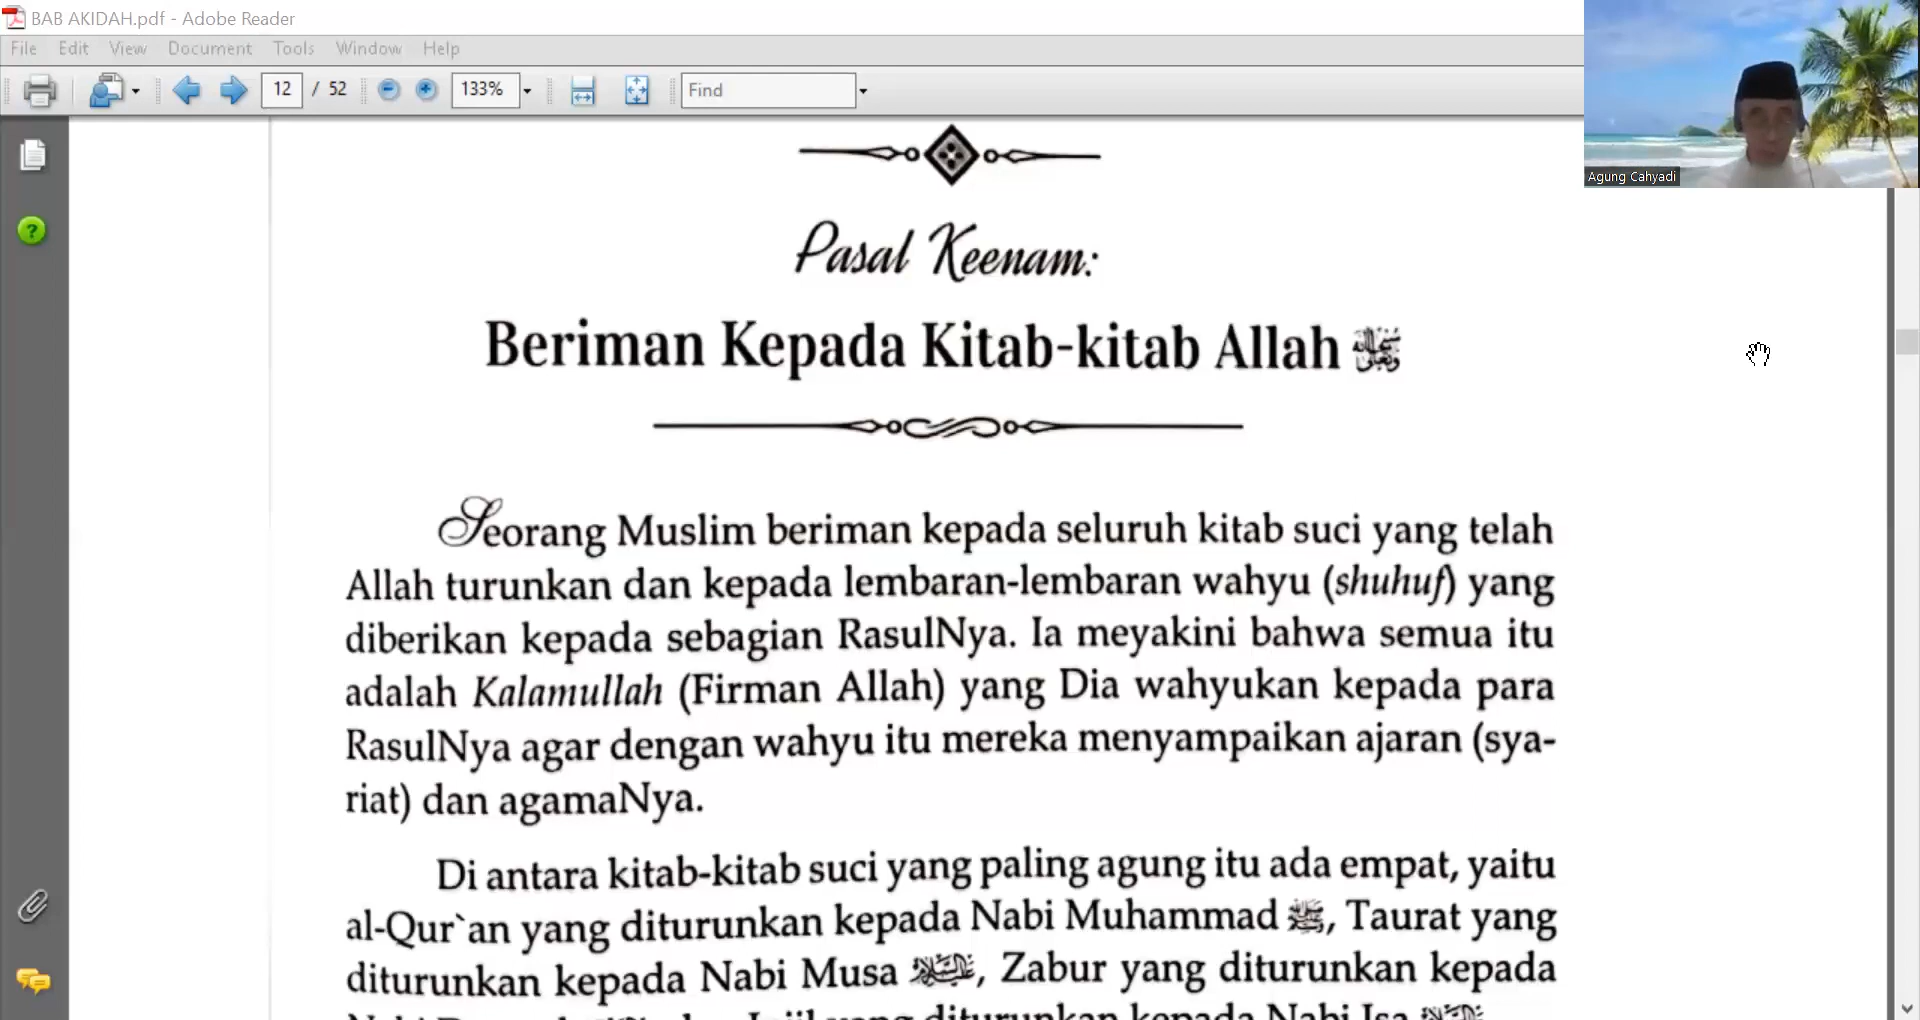 BAB AKIDAH.pdf - Adobe Reader
File Edit View Document Tools Window Help
12 / 52 133% Find
Agung Cahyadi
Pasal Keenam:
Beriman Kepada Kitab-kitab Allah
Seorang Muslim beriman kepada seluruh kitab suci yang telah
Allah turunkan dan kepada lembaran-lembaran wahyu (shuhuf) yang
diberikan kepada sebagian RasulNya. Ia meyakini bahwa semua itu
adalah Kalamullah (Firman Allah) yang Dia wahyukan kepada para
RasulNya agar dengan wahyu itu mereka menyampaikan ajaran (sya-
riat) dan agamaNya.
Di antara kitab-kitab suci yang paling agung itu ada empat, yaitu
al-Qur`an yang diturunkan kepada Nabi Muhammad ﷺ, Taurat yang
diturunkan kepada Nabi Musa, Zabur yang diturunkan kepada
diturunkan kepada Nabi Isa